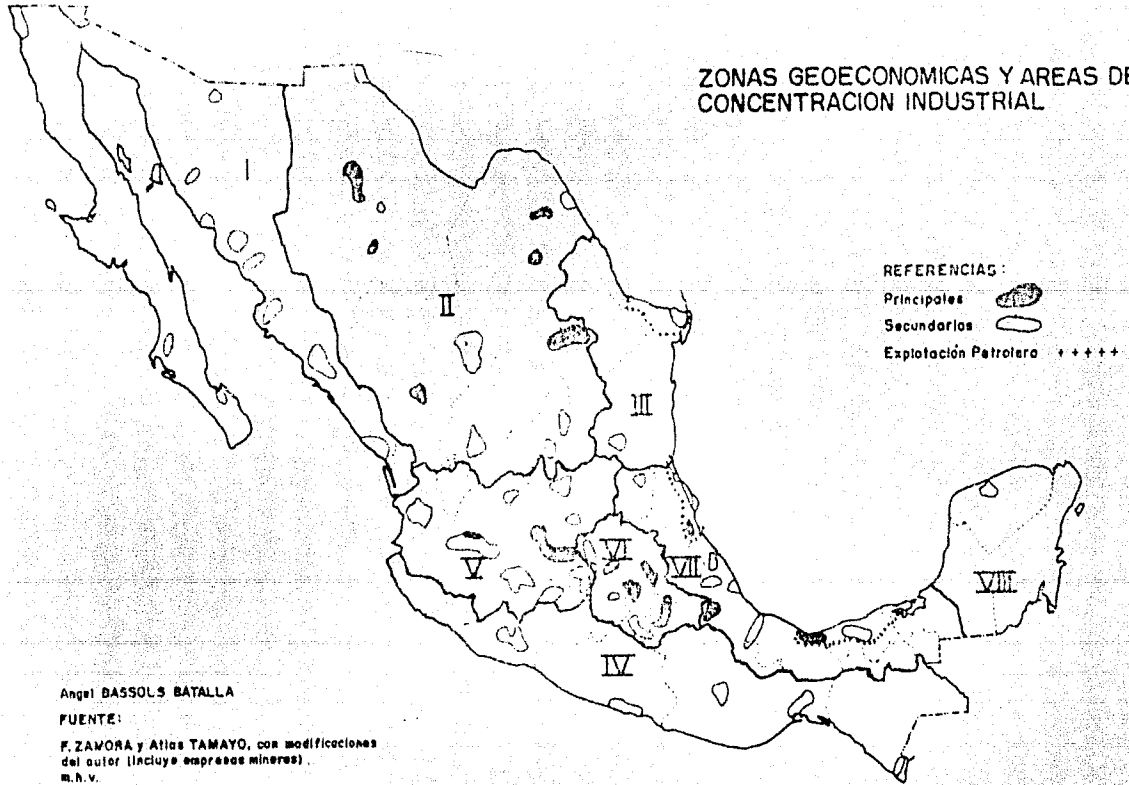 ZONAS GEOECONOMICAS Y AREAS DE
CONCENTRACION INDUSTRIAL
I
II
III
REFERENCIAS:
Principales
Secundarias
Explotación Petrolera +++++
V
VI
VII
VIII
IV
Angel BASSOLS BATALLA
FUENTE:
F. ZAMORA y Atlas TAMAYO, con modificaciones
del autor (Incluye empresas mineras)
m.h.v.